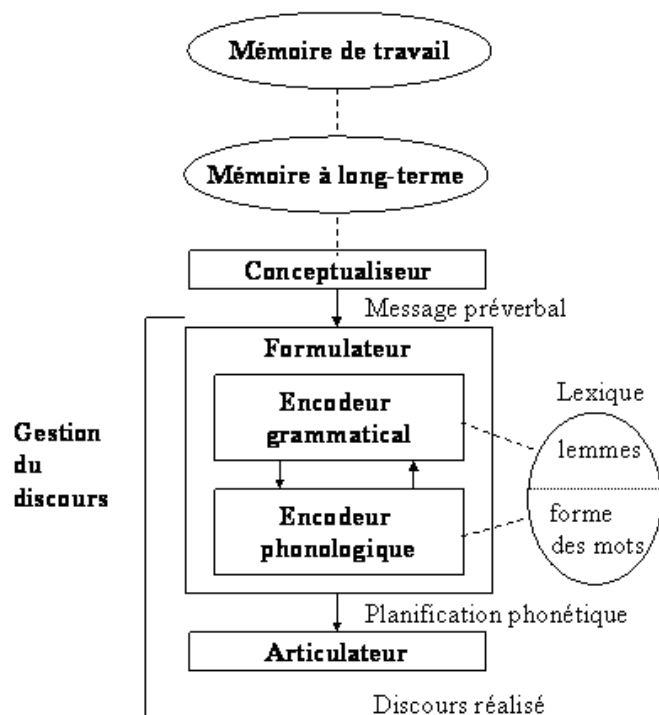 Mémoire de travail
Mémoire à long-terme
Conceptualiseur
Message préverbal
Formulateur
Encodeur
grammatical
Lexique
lemmes
Gestion
du
discours
Encodeur
phonologique
forme
des mots
Planification phonétique
Articulateur
Discours réalisé